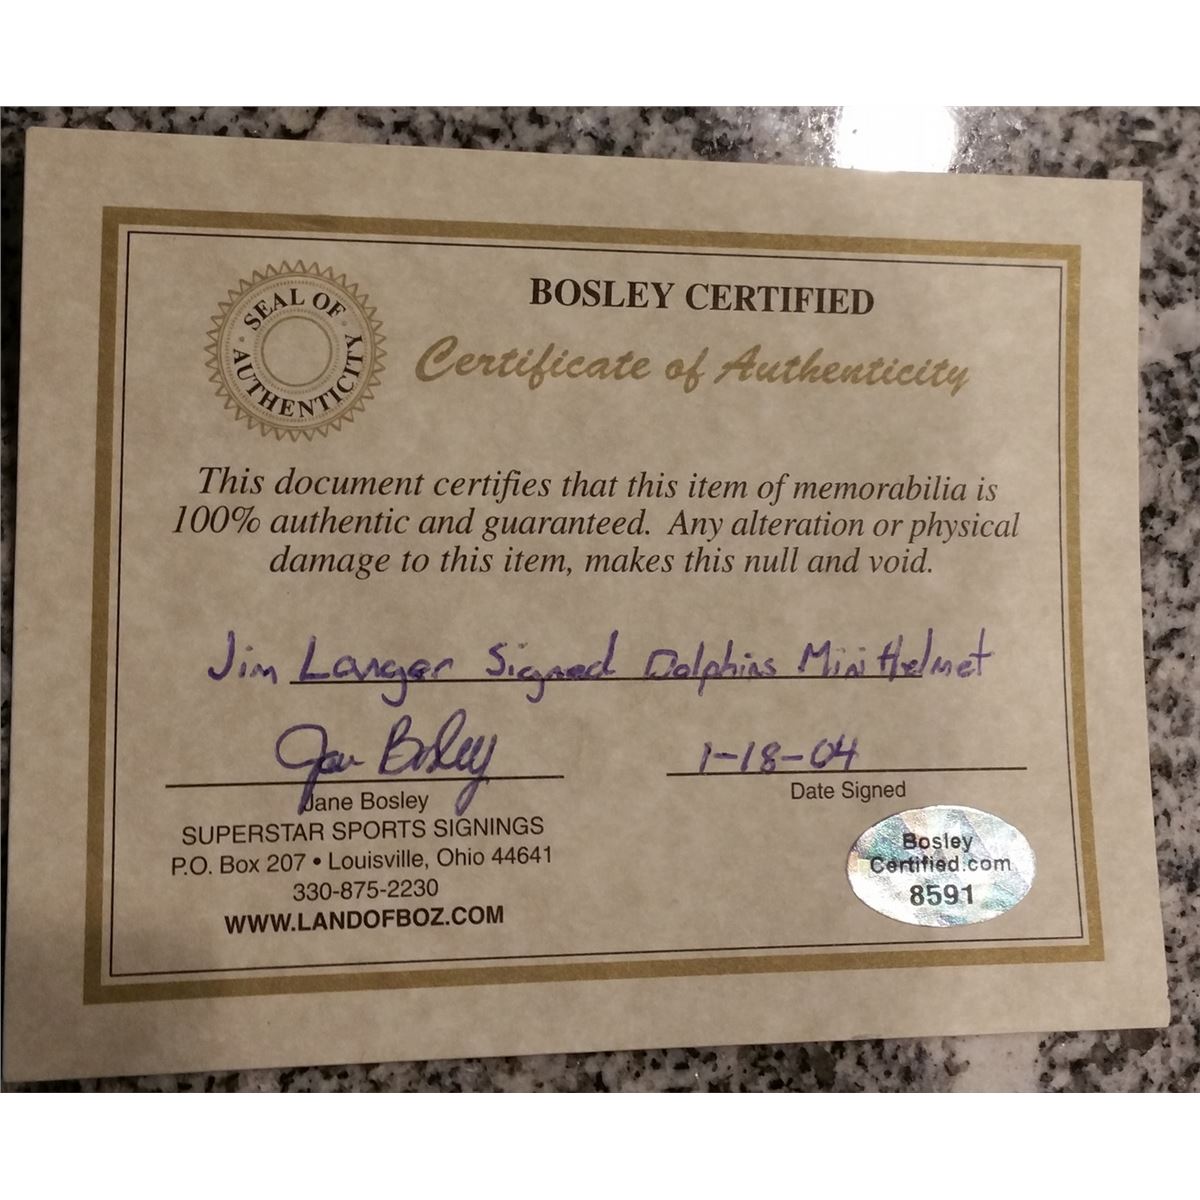 SEAL OF
AUTHENTICITY
BOSLEY CERTIFIED
Certificate of Authenticity
This document certifies that this item of memorabilia is
100% authentic and guaranteed. Any alteration or physical
damage to this item, makes this null and void.
Jim Langer Signed Dolphins Mini Helmet
Jane Bosley
1-18-04
Jane Bosley
Date Signed
SUPERSTAR SPORTS SIGNINGS
P.O. Box 207 • Louisville, Ohio 44641
330-875-2230
WWW.LANDOFBOZ.COM
Bosley
Certified.com
8591